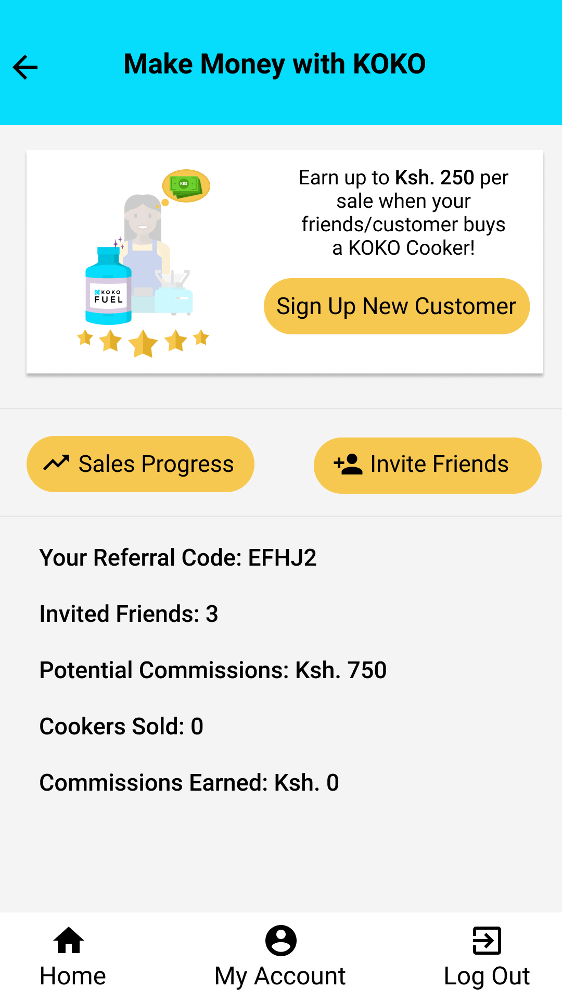 Make Money with KOKO
KE$
Earn up to Ksh. 250 per
sale when your
friends/customer buys
a KOKO Cooker!
KOKO
FUEL
Sign Up New Customer
Sales Progress
Invite Friends
Your Referral Code: EFHJ2
Invited Friends: 3
Potential Commissions: Ksh. 750
Cookers Sold: 0
Commissions Earned: Ksh. 0
Home
My Account
Log Out